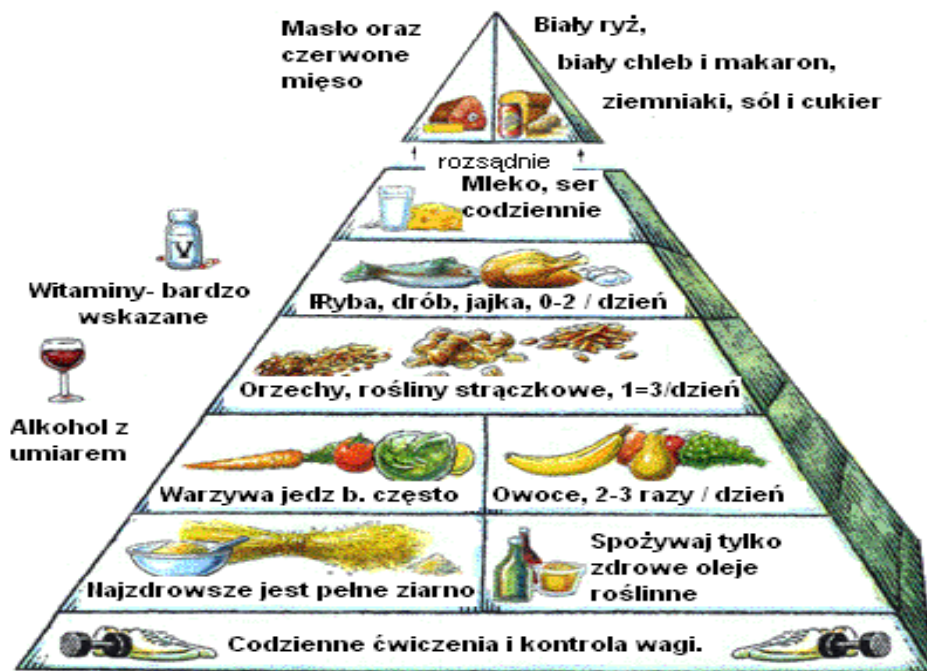 Masło oraz
czerwone
mięso
Biały ryż,
biały chleb i makaron,
ziemniaki, sól i cukier
rozsądnie
Mleko, ser
codziennie
V
Witaminy- bardzo
wskazane
Ryba, drób, jajka, 0-2 / dzień
Orzechy, rośliny strączkowe, 1=3/dzień
Alkohol z
umiarem
Warzywa jedz b. często
Owoce, 2-3 razy / dzień
Najzdrowsze jest pełne ziarno
Spożywaj tylko
zdrowe oleje
roślinne
Codzienne ćwiczenia i kontrola wagi.